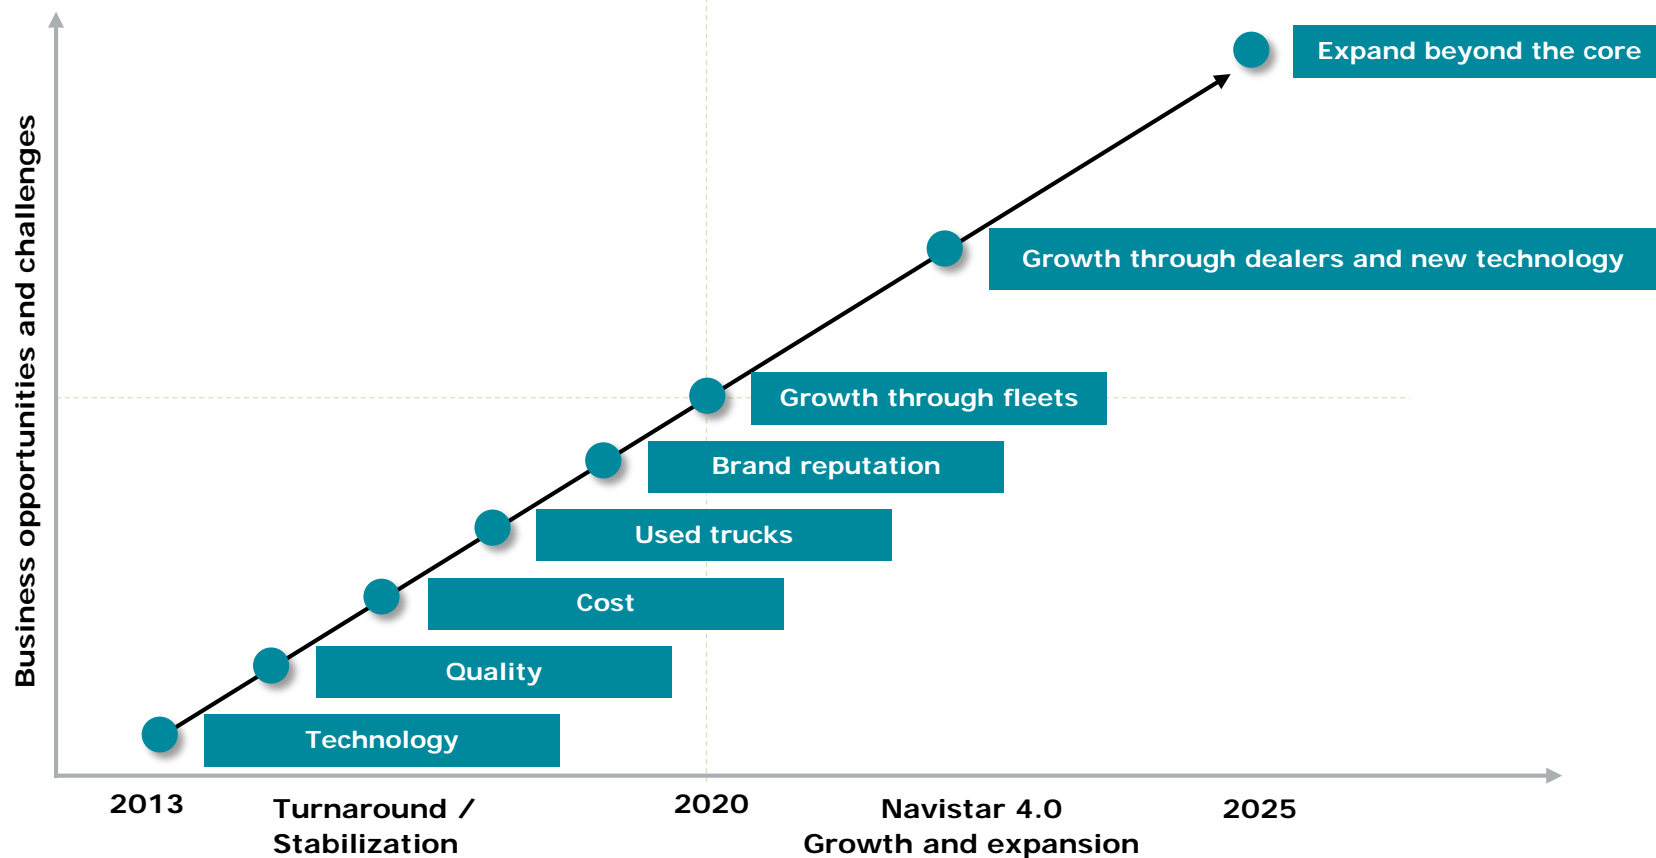 Business opportunities and challenges
Expand beyond the core
Growth through dealers and new technology
Growth through fleets
Brand reputation
Used trucks
Cost
Quality
Technology
2013
Turnaround /
Stabilization
2020
Navistar 4.0
Growth and expansion
2025